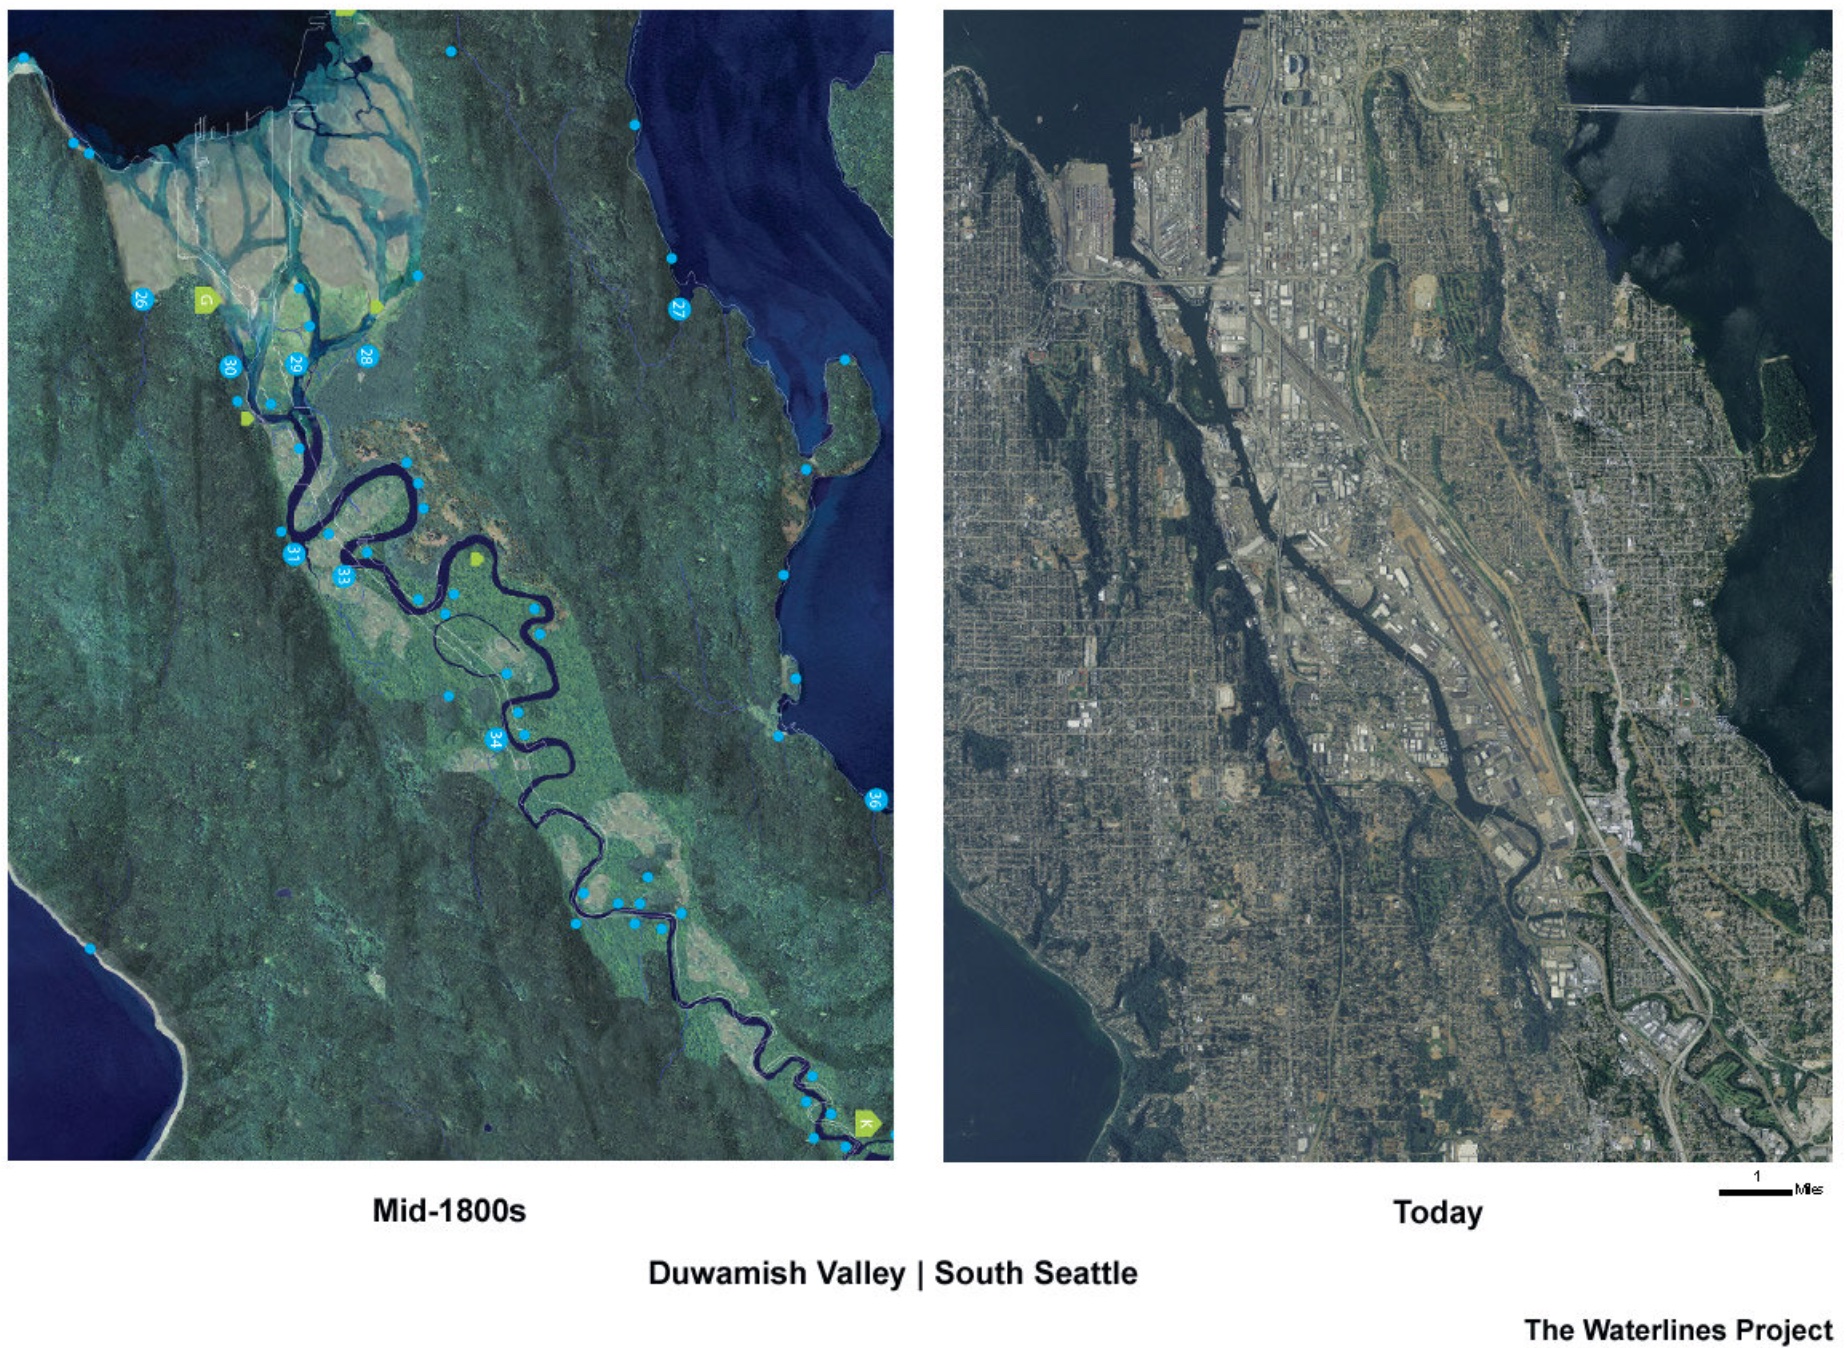 G
26
27
28
29
30
31
33
34
36
K
1
Miles
Mid-1800s
Today
Duwamish Valley | South Seattle
The Waterlines Project